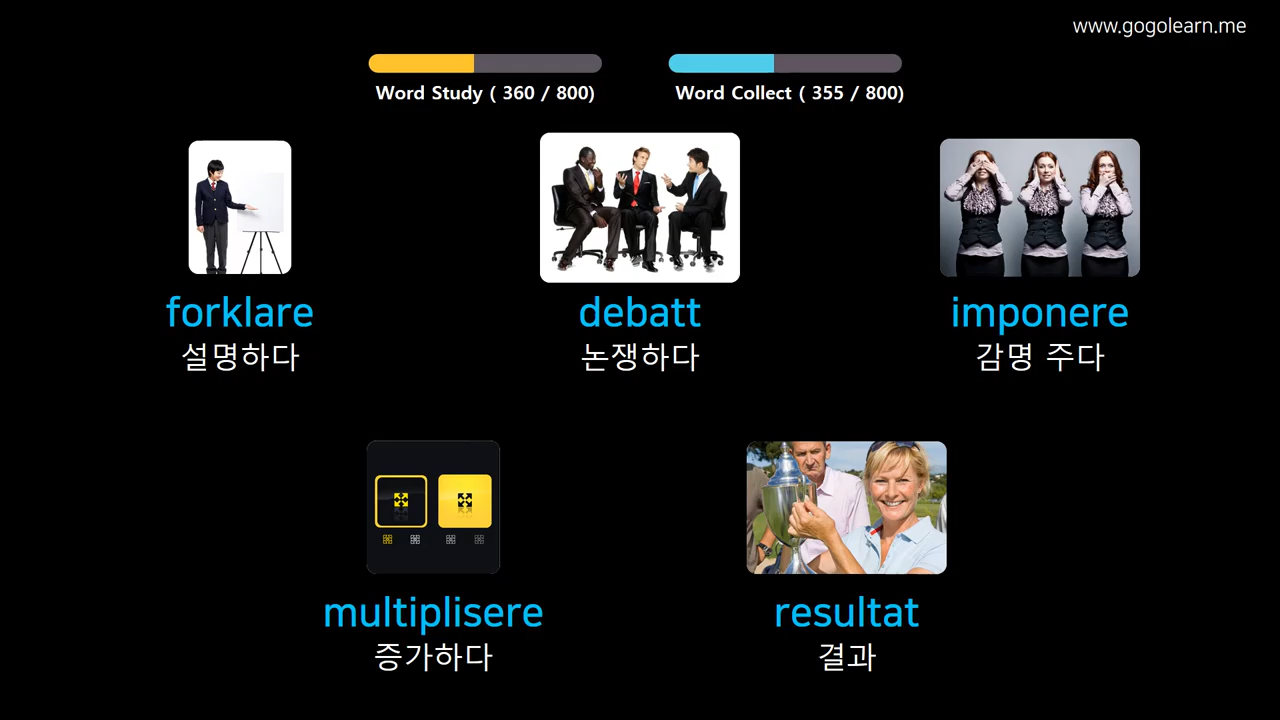 www.gogolearn.me
Word Study ( 360 / 800)
Word Collect ( 355 / 800)
forklare
설명하다
debatt
논쟁하다
imponere
감명 주다
multiplisere
증가하다
resultat
결과